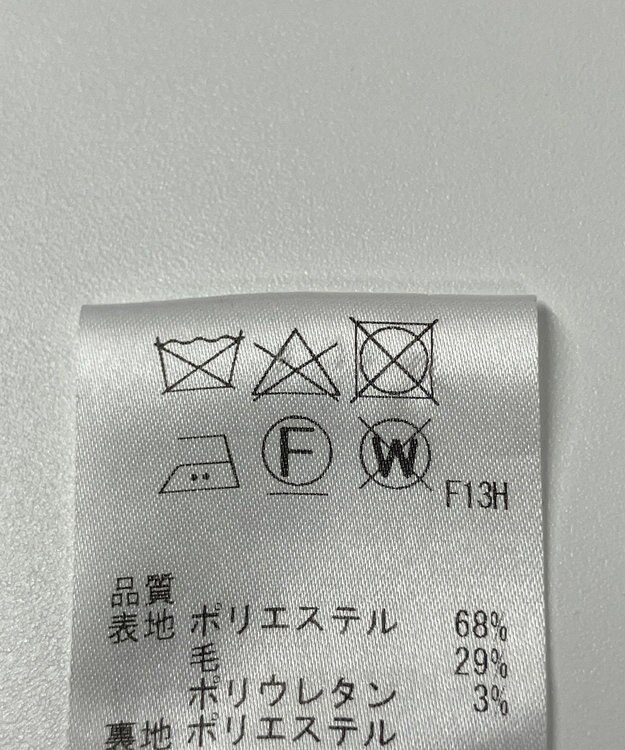 F W F13H
品質
表地 ポリエステル 68%
毛 29%
ポリウレタン 3%
裏地 ポリエステル